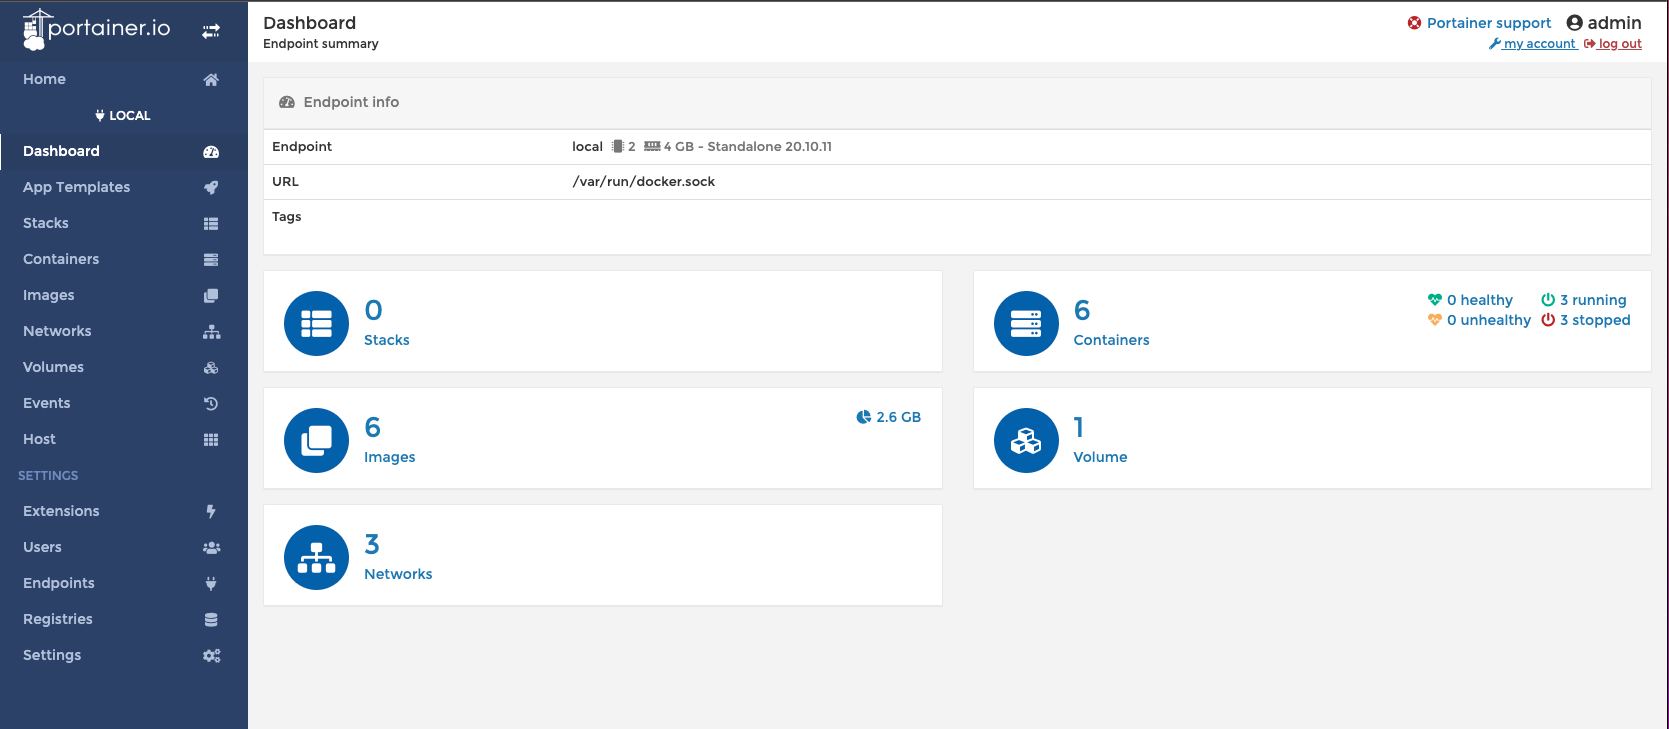 portainer.io
Home
LOCAL
Dashboard
App Templates
Stacks
Containers
Images
Networks
Volumes
Events
Host
SETTINGS
Extensions
Users
Endpoints
Registries
Settings
Dashboard
Endpoint summary
Portainer support admin
my account log out
Endpoint info
Endpoint local 2 4 GB - Standalone 20.10.11
URL /var/run/docker.sock
Tags
0
Stacks
6
Containers
0 healthy 3 running
0 unhealthy 3 stopped
6
Images
2.6 GB
1
Volume
3
Networks